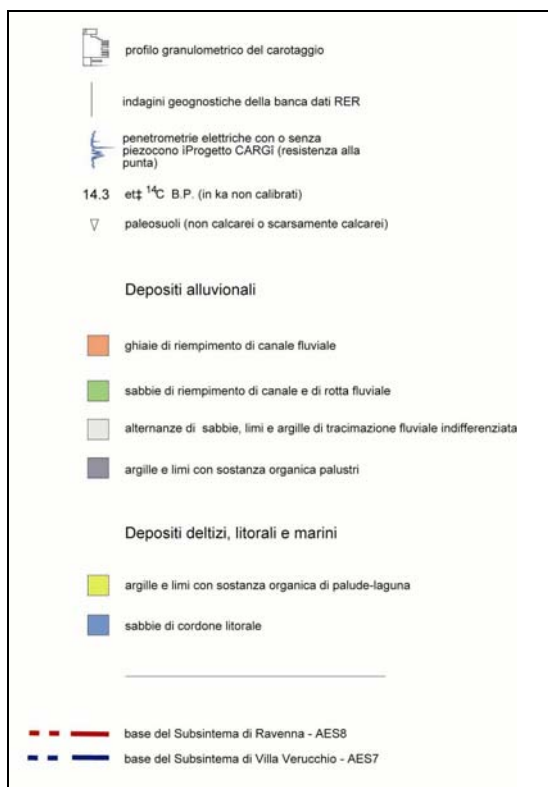 profilo granulometrico del carotaggio
indagini geognostiche della banca dati RER
penetrometrie elettriche con o senza
piezocono iProgetto CARGî (resistenza alla
punta)
14.3 et‡ 14C B.P. (in ka non calibrati)
paleosuoli (non calcarei o scarsamente calcarei)
Depositi alluvionali
ghiaie di riempimento di canale fluviale
sabbie di riempimento di canale e di rotta fluviale
alternanze di sabbie, limi e argille di tracimazione fluviale indifferenziata
argille e limi con sostanza organica palustri
Depositi deltizi, litorali e marini
argille e limi con sostanza organica di palude-laguna
sabbie di cordone litorale
base del Subsintema di Ravenna - AES8
base del Subsintema di Villa Verucchio - AES7